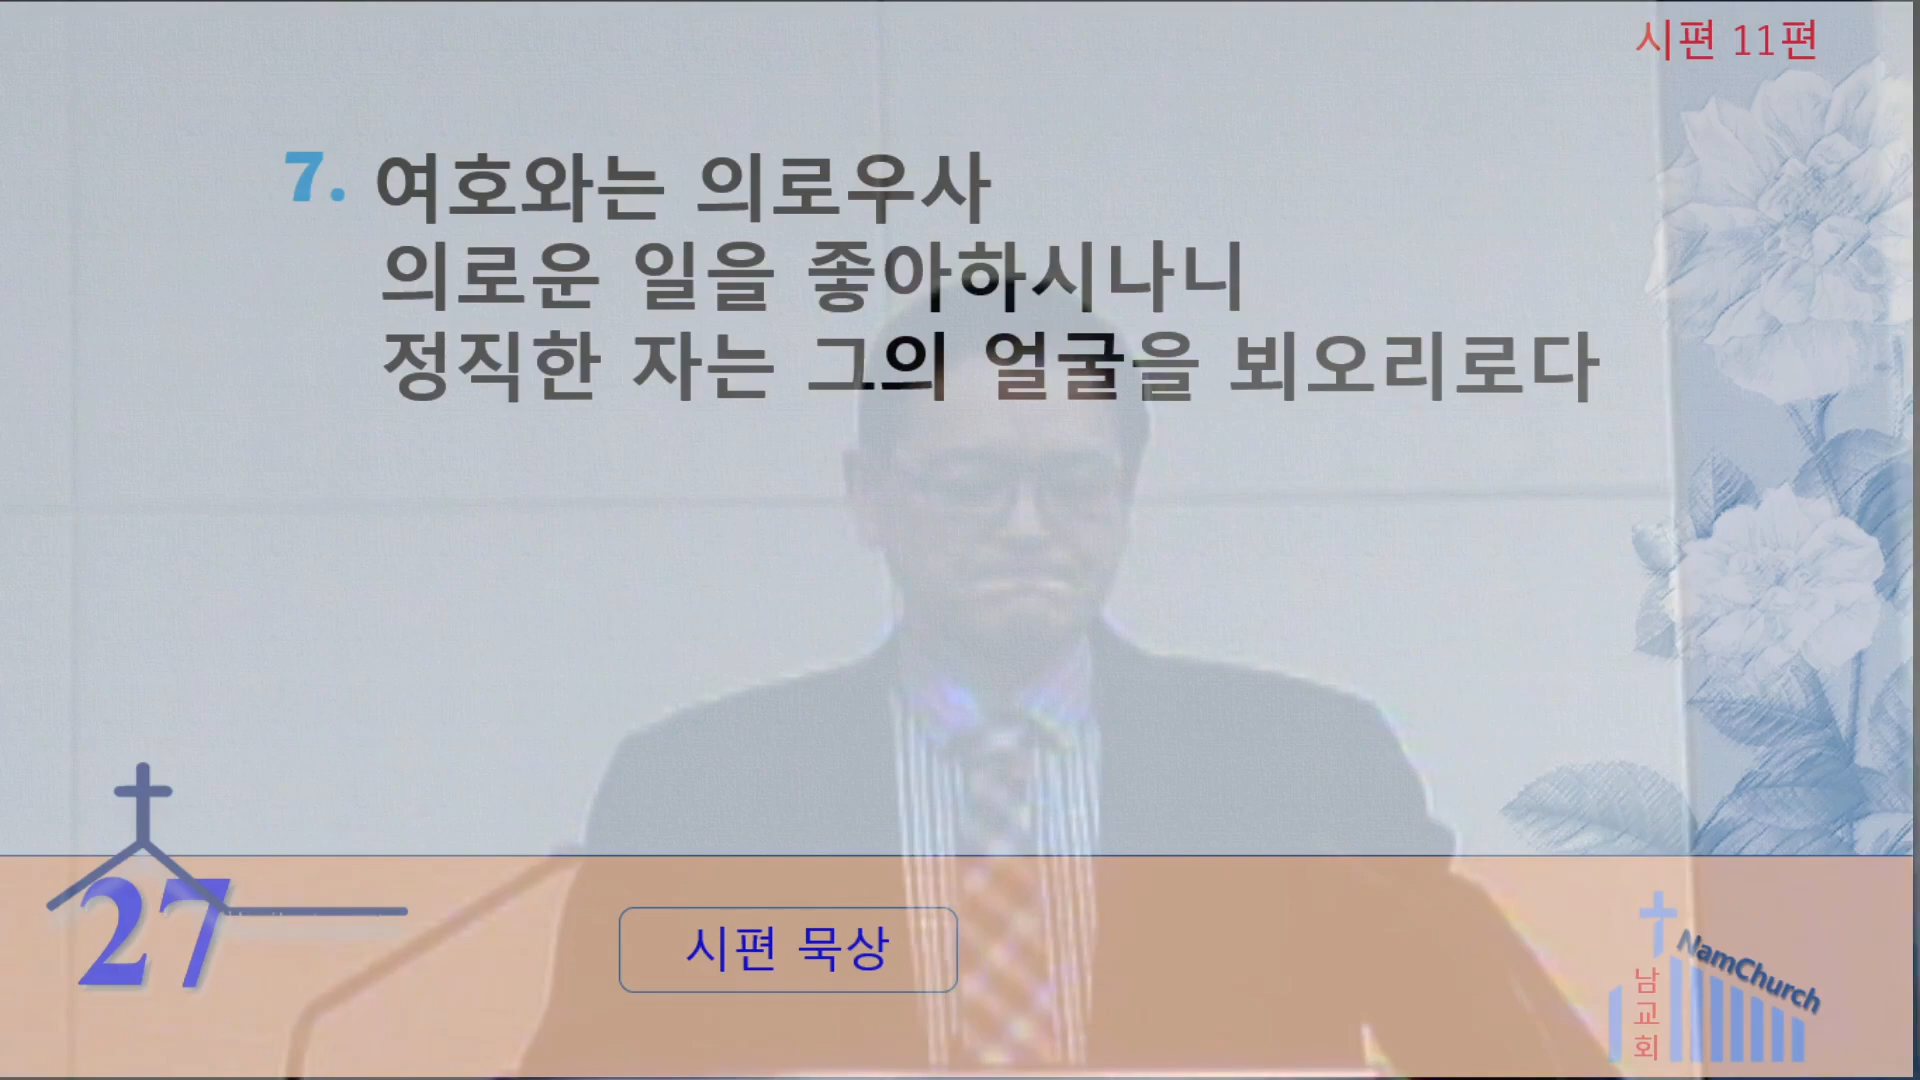 시편 11편
7. 여호와는 의로우사
의로운 일을 좋아하시나니
정직한 자는 그의 얼굴을 뵈오리로다
27
시편 묵상
NamChurch
남
교
회